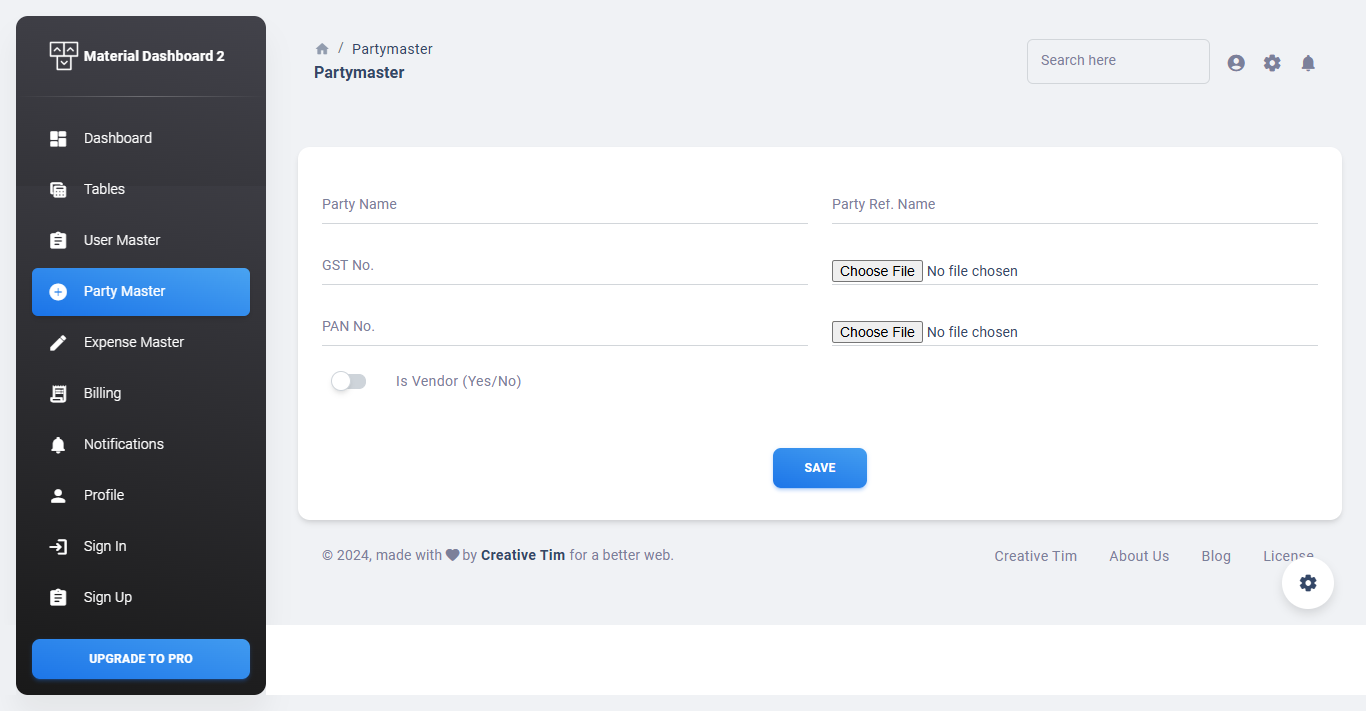 Material Dashboard 2
Dashboard
Tables
User Master
Party Master
Expense Master
Billing
Notifications
Profile
Sign In
Sign Up
UPGRADE TO PRO
/ Partymaster
Partymaster
Search here
Party Name
Party Ref. Name
GST No.
Choose File No file chosen
PAN No.
Choose File No file chosen
Is Vendor (Yes/No)
SAVE
© 2024, made with by Creative Tim for a better web.
Creative Tim
About Us
Blog
License